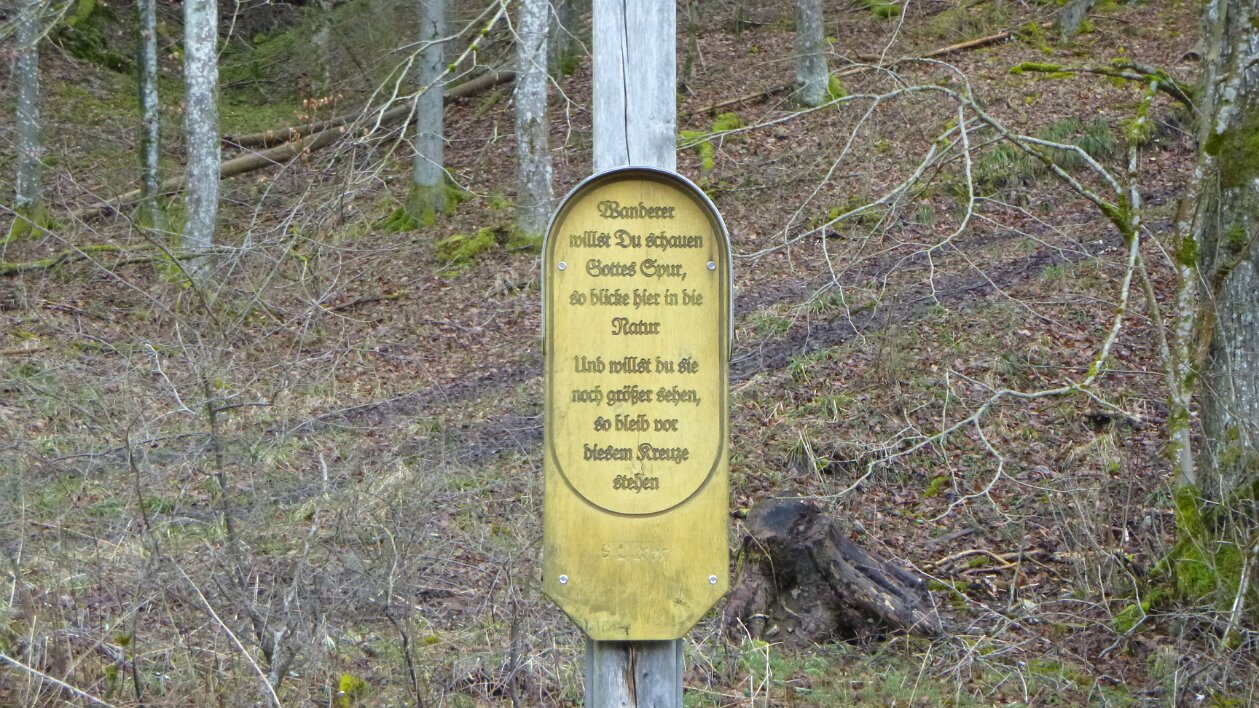 Wanderer
willst Du schauen
Gottes Spur,
so blicke hier in die
Natur
Und willst du sie
noch größer sehen,
so bleib vor
diesem Kreuze
stehen